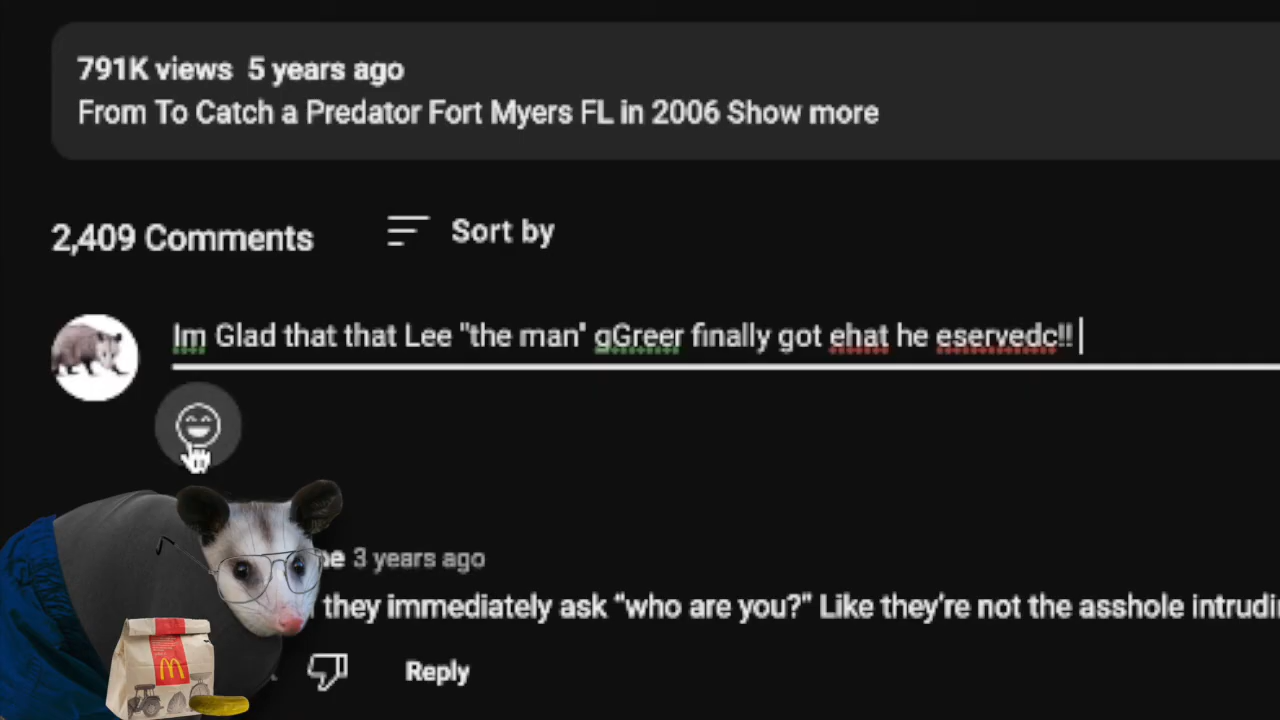 791K views 5 years ago
From To Catch a Predator Fort Myers FL in 2006 Show more
2,409 Comments
Sort by
Im Glad that that Lee "the man' gGreer finally got ehat he eservedc!!
3 years ago
they immediately ask “who are you?” Like they're not the asshole
Reply